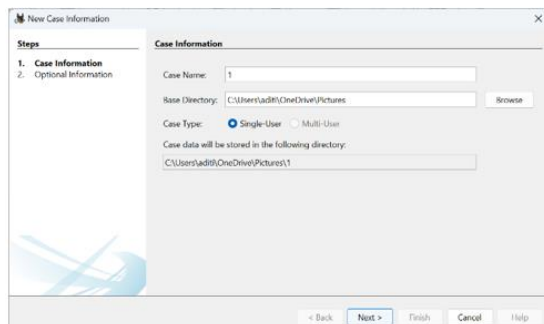 New Case Information
Steps
1. Case Information
2. Optional Information
Case Information
Case Name: 1
Base Directory: C:\Users\aditi\OneDrive\Pictures Browse
Case Type: Single-User Multi-User
Case data will be stored in the following directory:
C:\Users\aditi\OneDrive\Pictures\1
< Back Next > Finish Cancel Help